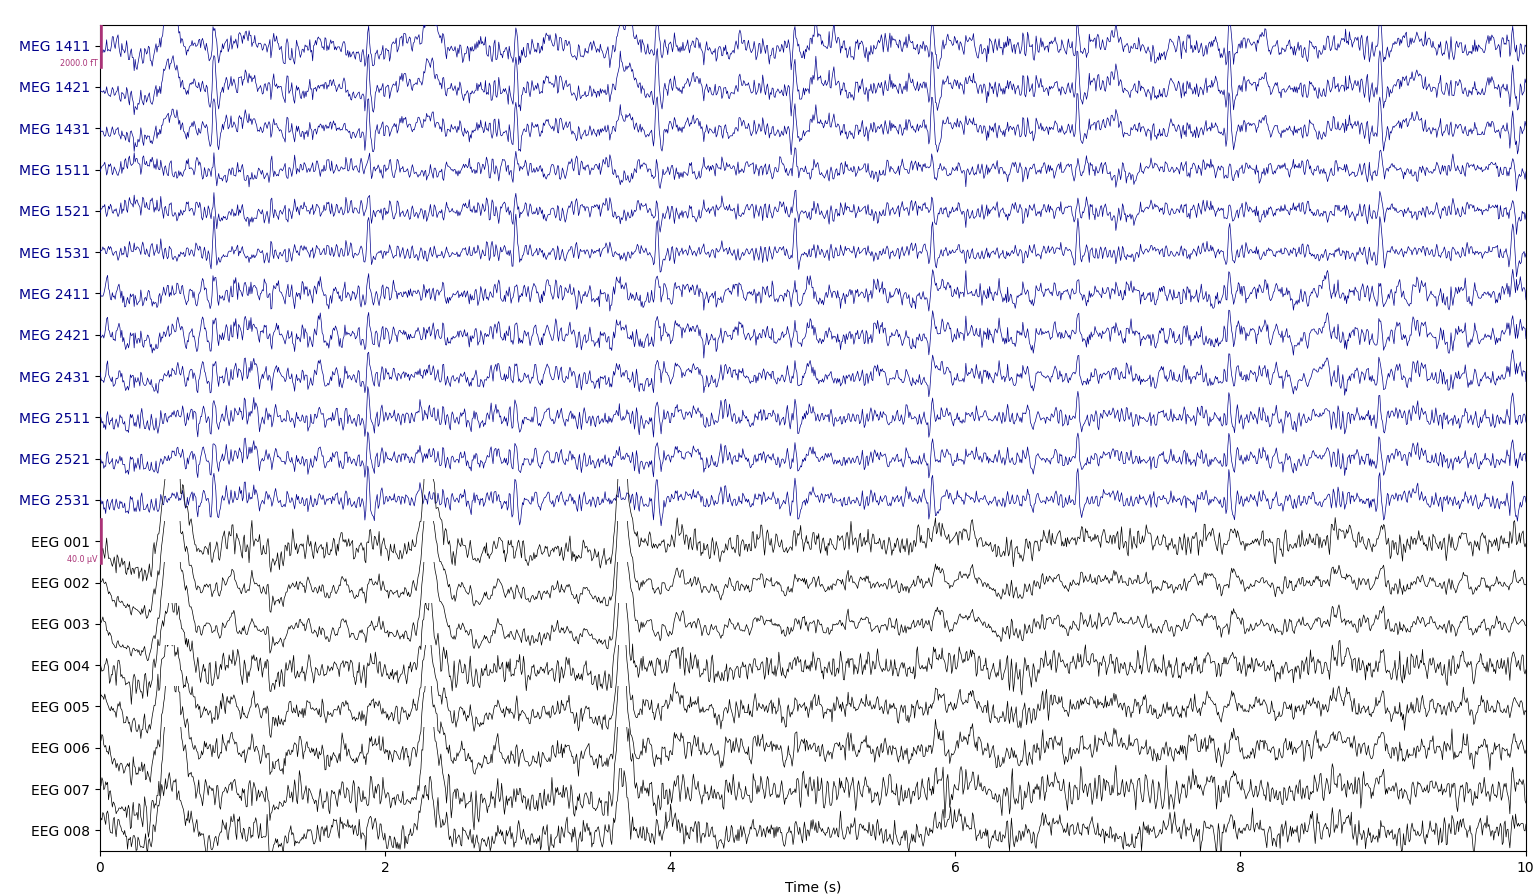 MEG 1411
2000.0 fT
MEG 1421
MEG 1431
MEG 1511
MEG 1521
MEG 1531
MEG 2411
MEG 2421
MEG 2431
MEG 2511
MEG 2521
MEG 2531
EEG 001
40.0 µV
EEG 002
EEG 003
EEG 004
EEG 005
EEG 006
EEG 007
EEG 008
0 2 4 6 8 10
Time (s)